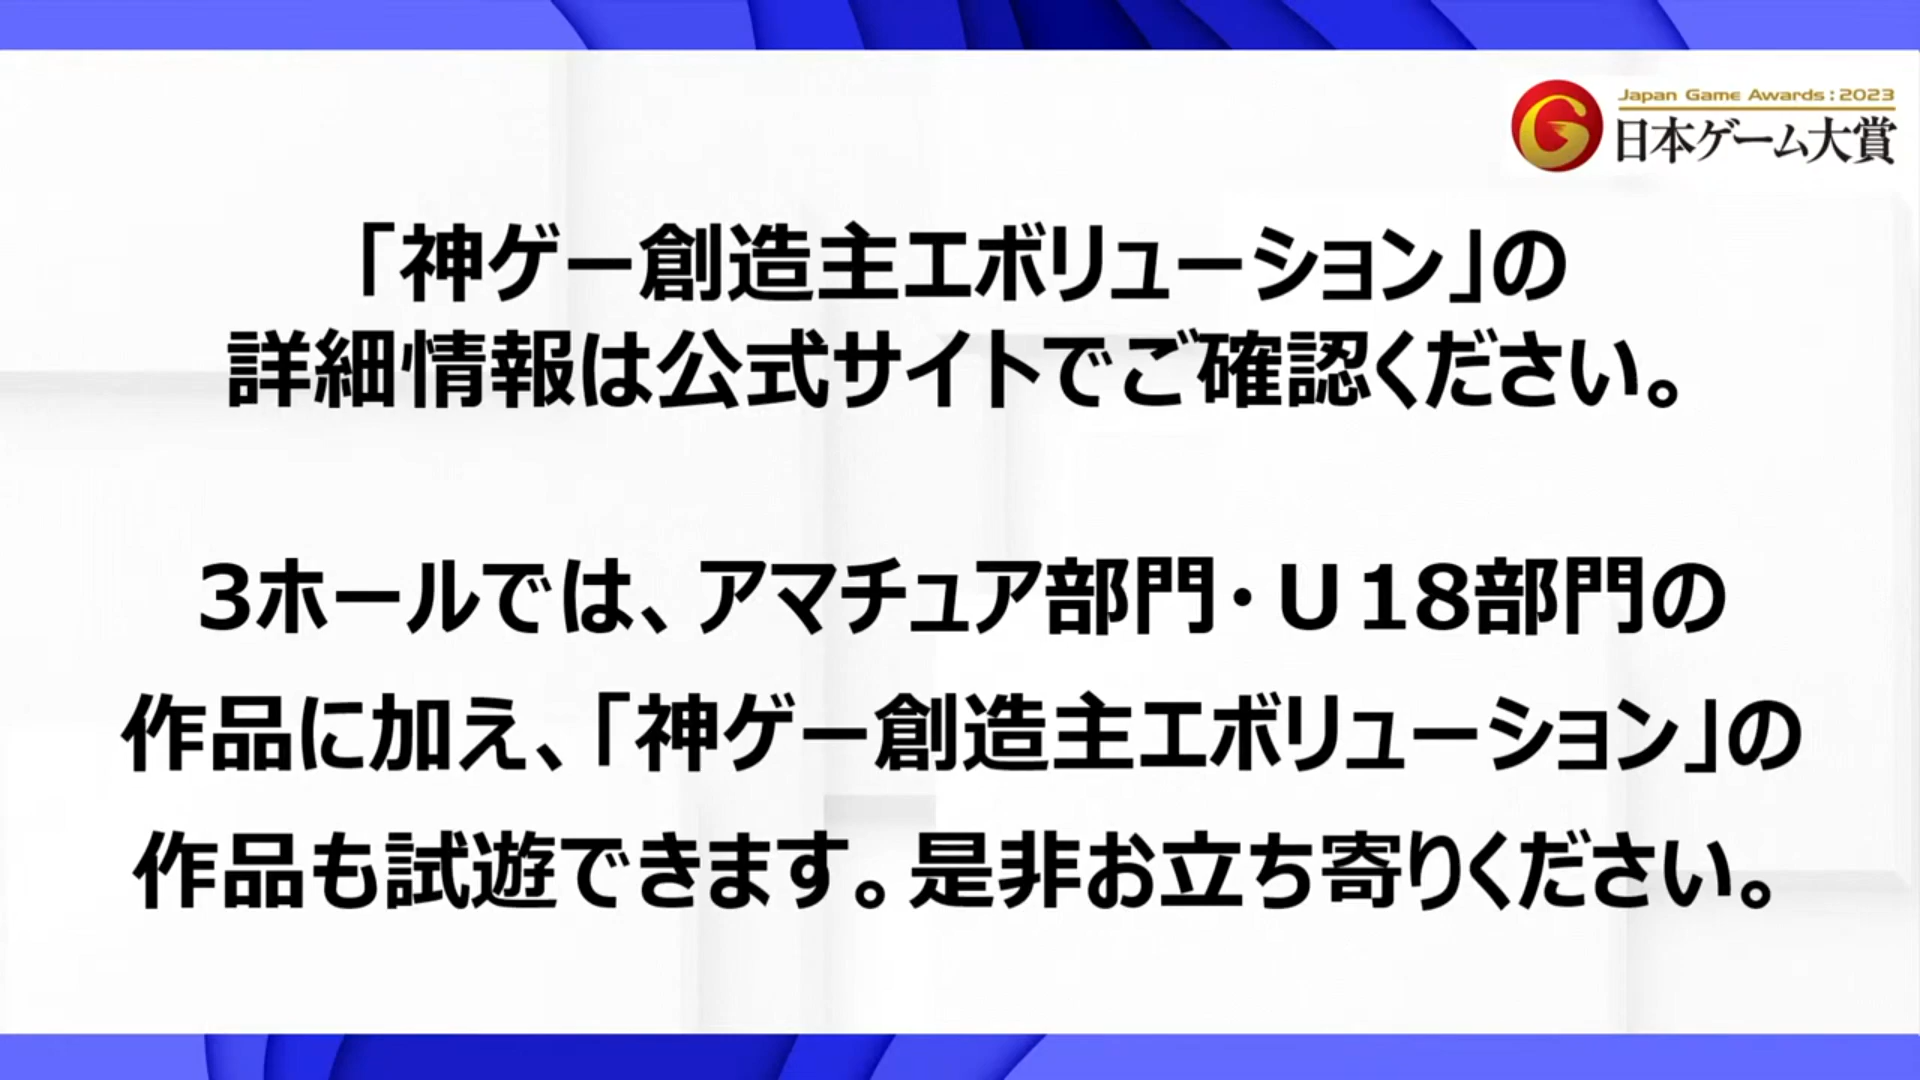 Japan Game Awards:2023
日本ゲーム大賞
「神ゲー創造主エボリューション」の
詳細情報は公式サイトでご確認ください。
3ホールでは、アマチュア部門・U18部門の
作品に加え、「神ゲー創造主エボリューション」の
作品も試遊できます。是非お立ち寄りください。